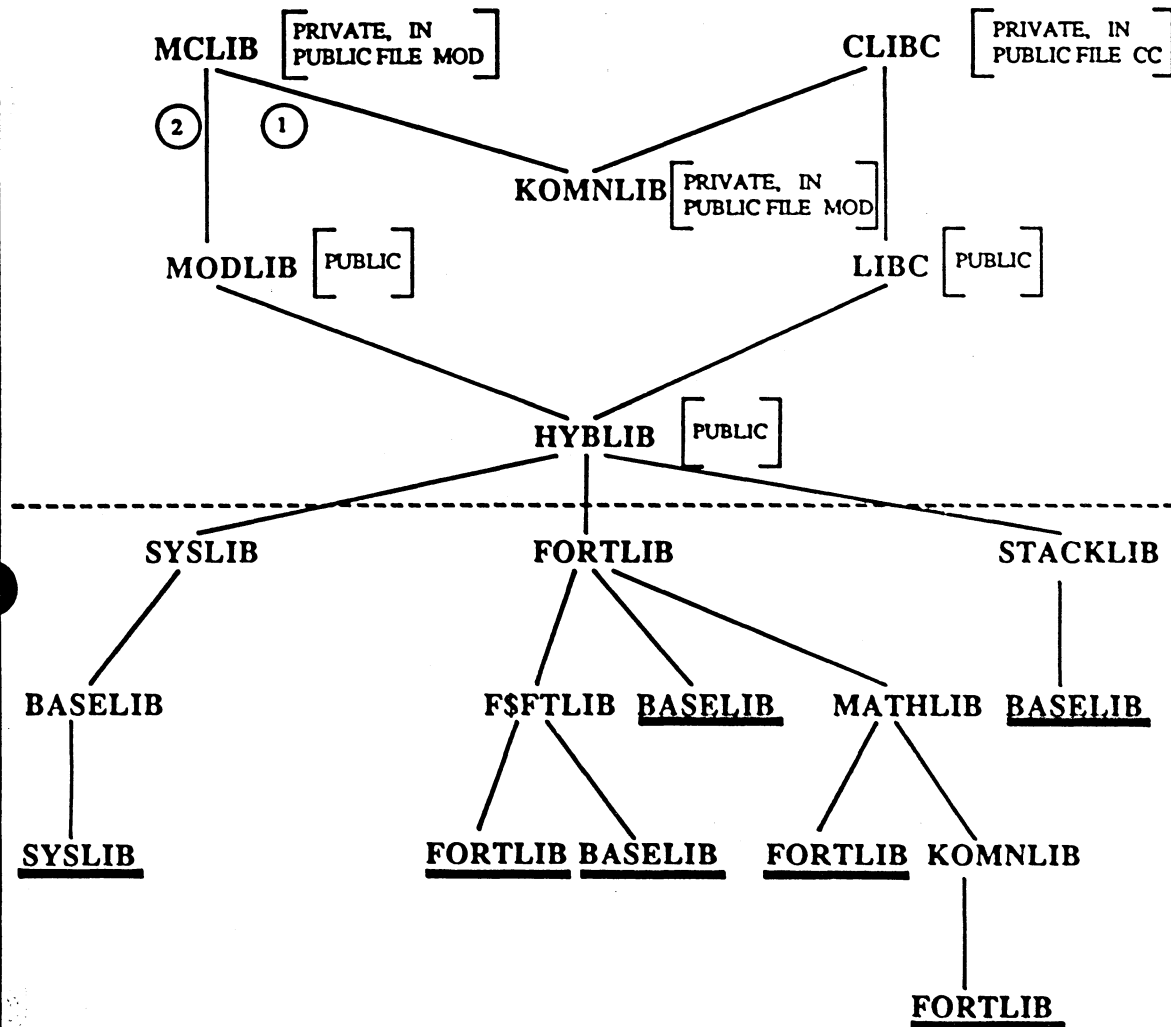 MCLIB [PRIVATE, IN
PUBLIC FILE MOD]
CLIBC [PRIVATE, IN
PUBLIC FILE CC]
2
1
KOMNLIB [PRIVATE, IN
PUBLIC FILE MOD]
MODLIB [PUBLIC]
LIBC [PUBLIC]
HYBLIB [PUBLIC]
SYSLIB
FORTLIB
STACKLIB
BASELIB
F$FTLIB
BASELIB
MATHLIB
BASELIB
SYSLIB
FORTLIB
BASELIB
FORTLIB
KOMNLIB
FORTLIB